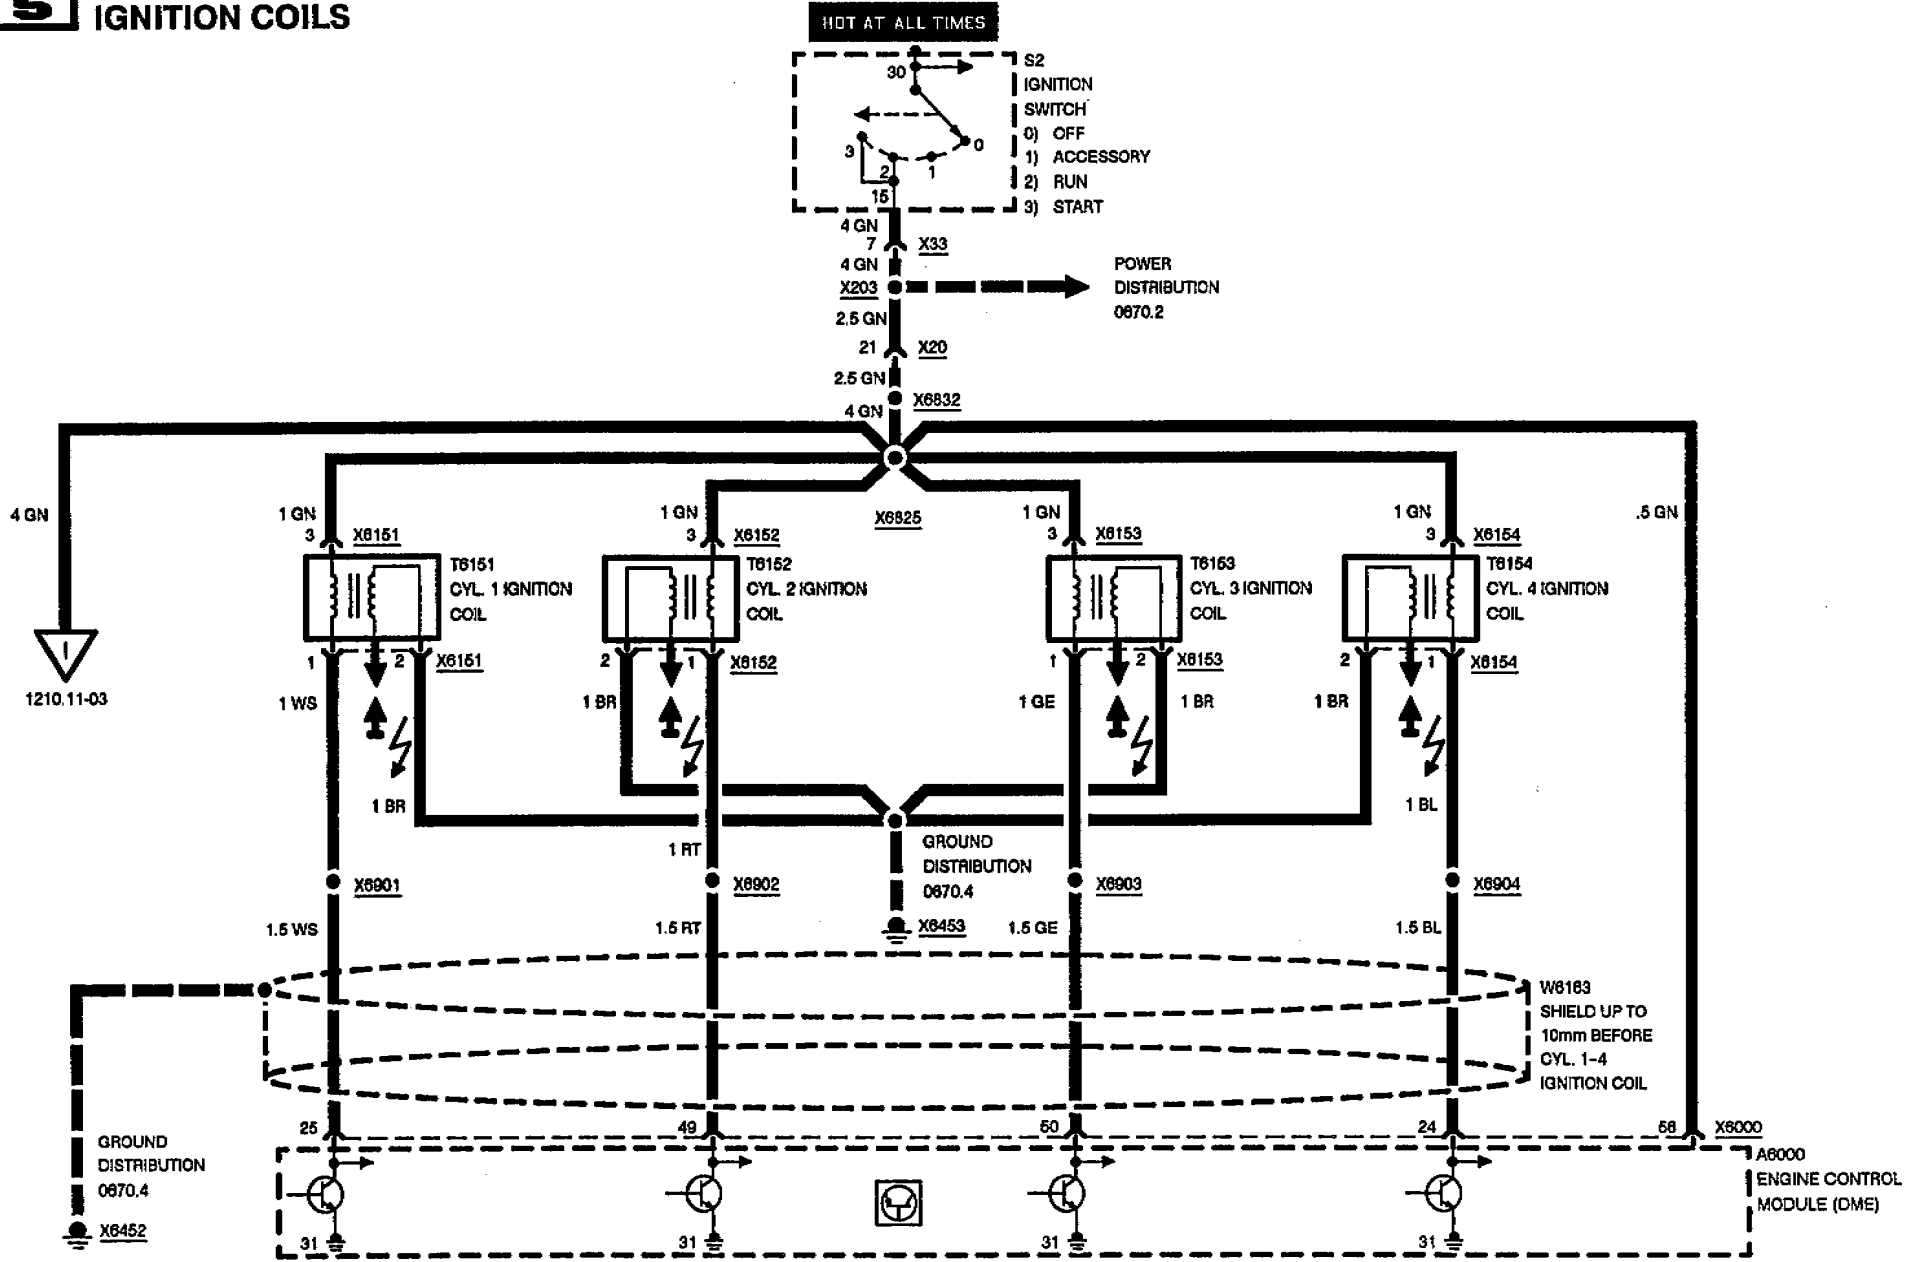 S
IGNITION COILS
HOT AT ALL TIMES
30
S2
IGNITION
SWITCH
0) OFF
1) ACCESSORY
2) RUN
3) START
0
3
2
1
15
4 GN
7
X33
4 GN
X203
POWER
DISTRIBUTION
0670.2
2.5 GN
21
X20
2.5 GN
X6832
4 GN
4 GN
1 GN
3
X6151
1 GN
3
X6152
X6825
1 GN
3
X6153
1 GN
3
X6154
.5 GN
T6151
CYL. 1 IGNITION
COIL
T6152
CYL. 2 IGNITION
COIL
T6153
CYL. 3 IGNITION
COIL
T6154
CYL. 4 IGNITION
COIL
I
1210.11-03
1
2
X6151
2
1
X6152
1
2
X6153
2
1
X6154
1 WS
1 BR
1 GE
1 BR
1 BR
1 BR
1 BL
1 RT
GROUND
DISTRIBUTION
0670.4
X6901
X6902
X6903
X6904
X6453
1.5 WS
1.5 RT
1.5 GE
1.5 BL
W6163
SHIELD UP TO
10mm BEFORE
CYL. 1-4
IGNITION COIL
25
49
50
24
56
X6000
GROUND
DISTRIBUTION
0670.4
X6452
A6000
ENGINE CONTROL
MODULE (DME)
31
31
31
31